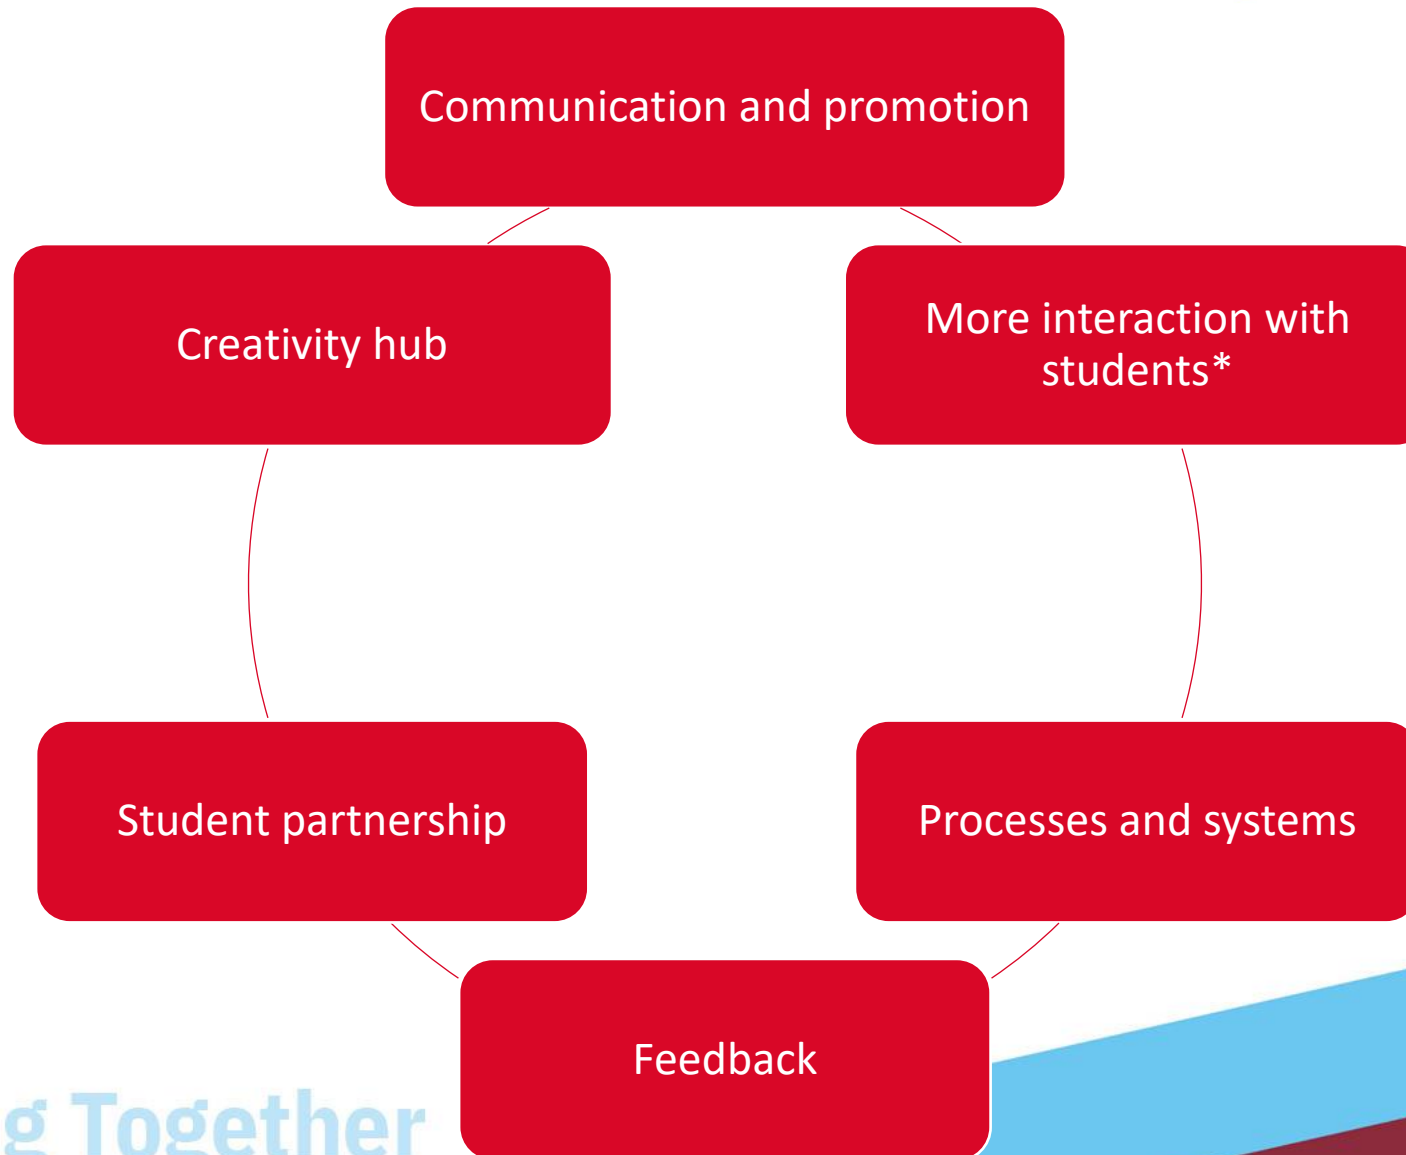 Communication and promotion
Creativity hub
More interaction with
students*
Student partnership
Processes and systems
Feedback
g Together